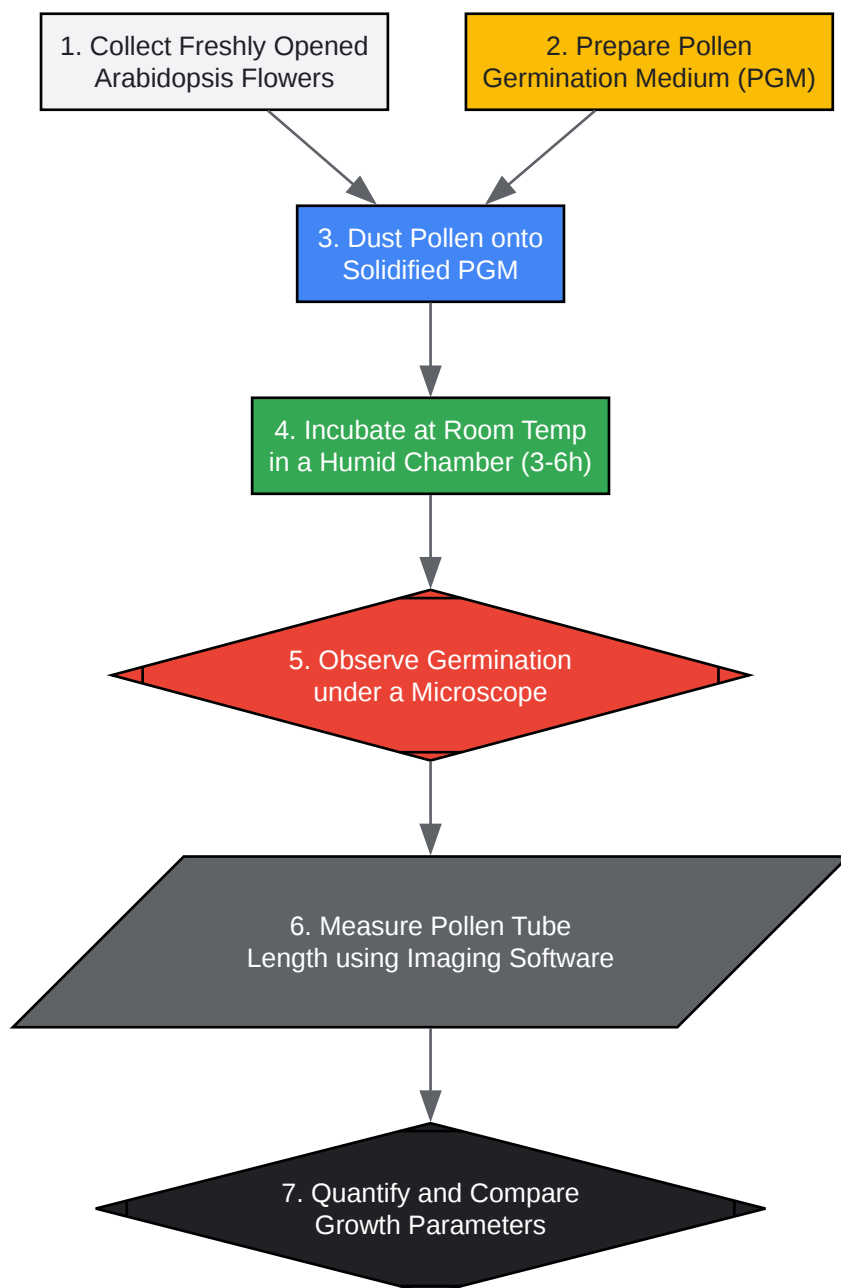 1. Collect Freshly Opened
Arabidopsis Flowers
2. Prepare Pollen
Germination Medium (PGM)
3. Dust Pollen onto
Solidified PGM
4. Incubate at Room Temp
in a Humid Chamber (3-6h)
5. Observe Germination
under a Microscope
6. Measure Pollen Tube
Length using Imaging Software
7. Quantify and Compare
Growth Parameters